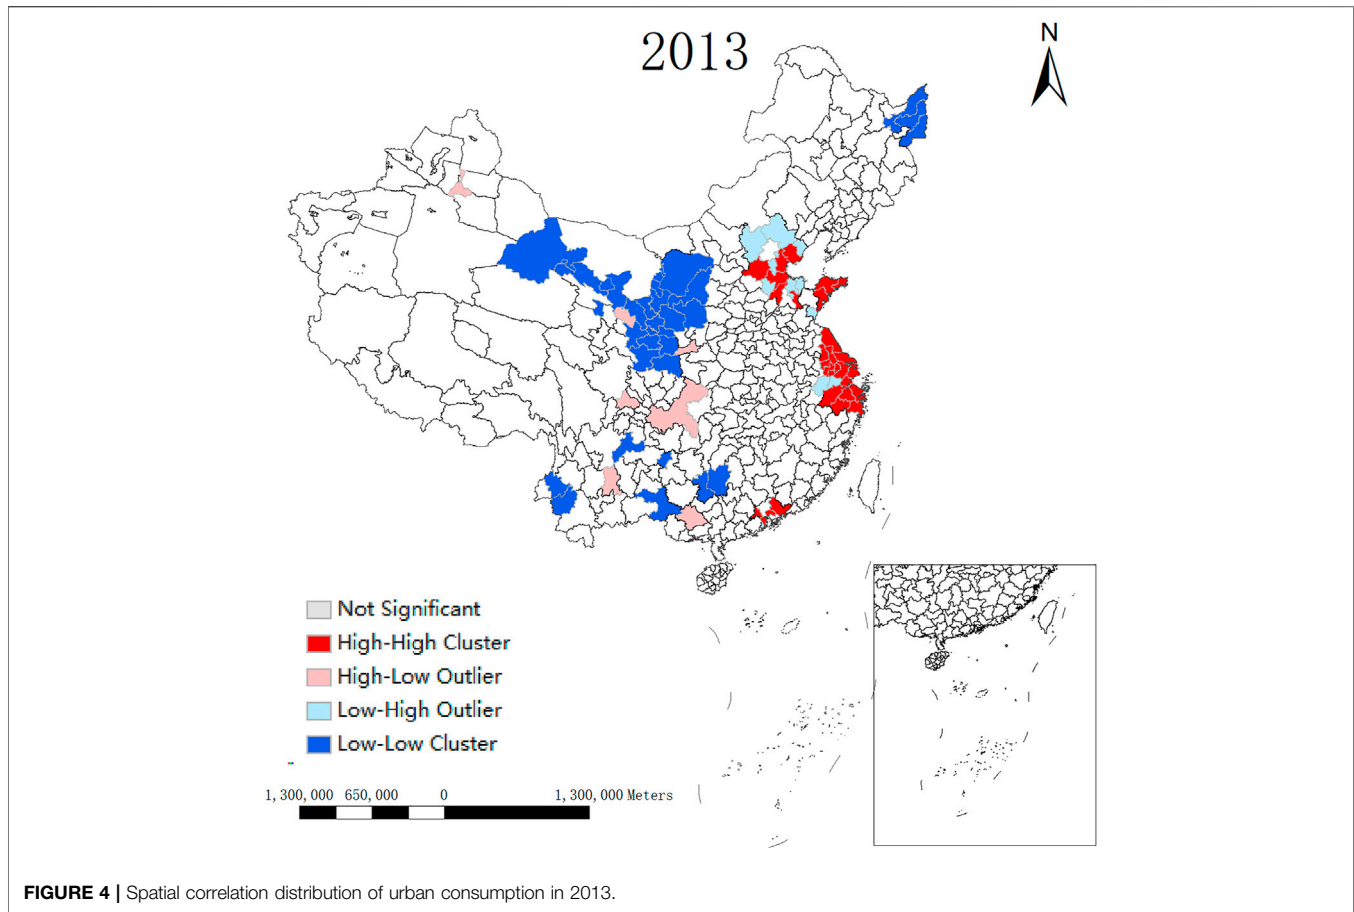 2013
N
Not Significant
High-High Cluster
High-Low Outlier
Low-High Outlier
Low-Low Cluster
1,300,000 650,000 0 1,300,000 Meters
FIGURE 4 | Spatial correlation distribution of urban consumption in 2013.